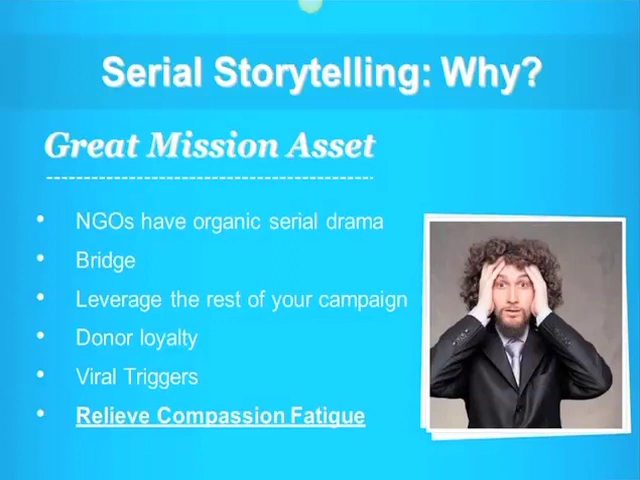 Serial Storytelling: Why?
Great Mission Asset
• NGOs have organic serial drama
• Bridge
• Leverage the rest of your campaign
• Donor loyalty
• Viral Triggers
• Relieve Compassion Fatigue